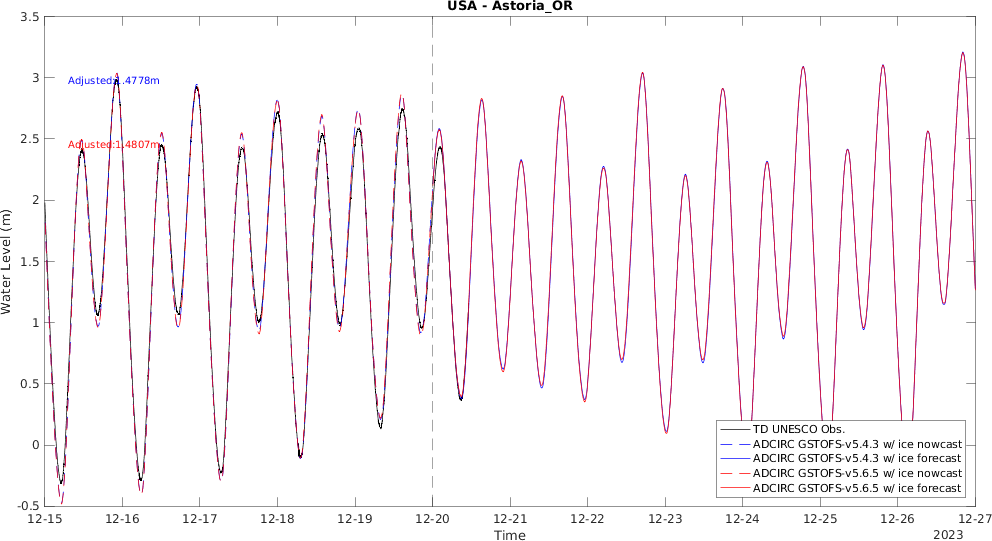 USA - Astoria_OR
3.5
3
2.5
2
1.5
1
0.5
0
-0.5
Water Level (m)
Adjusted:1.4778m
Adjusted:1.4807m
TD UNESCO Obs.
ADCIRC GSTOFS-v5.4.3 w/ ice nowcast
ADCIRC GSTOFS-v5.4.3 w/ ice forecast
ADCIRC GSTOFS-v5.6.5 w/ ice nowcast
ADCIRC GSTOFS-v5.6.5 w/ ice forecast
12-15 12-16 12-17 12-18 12-19 12-20 12-21 12-22 12-23 12-24 12-25 12-26 12-27
Time
2023